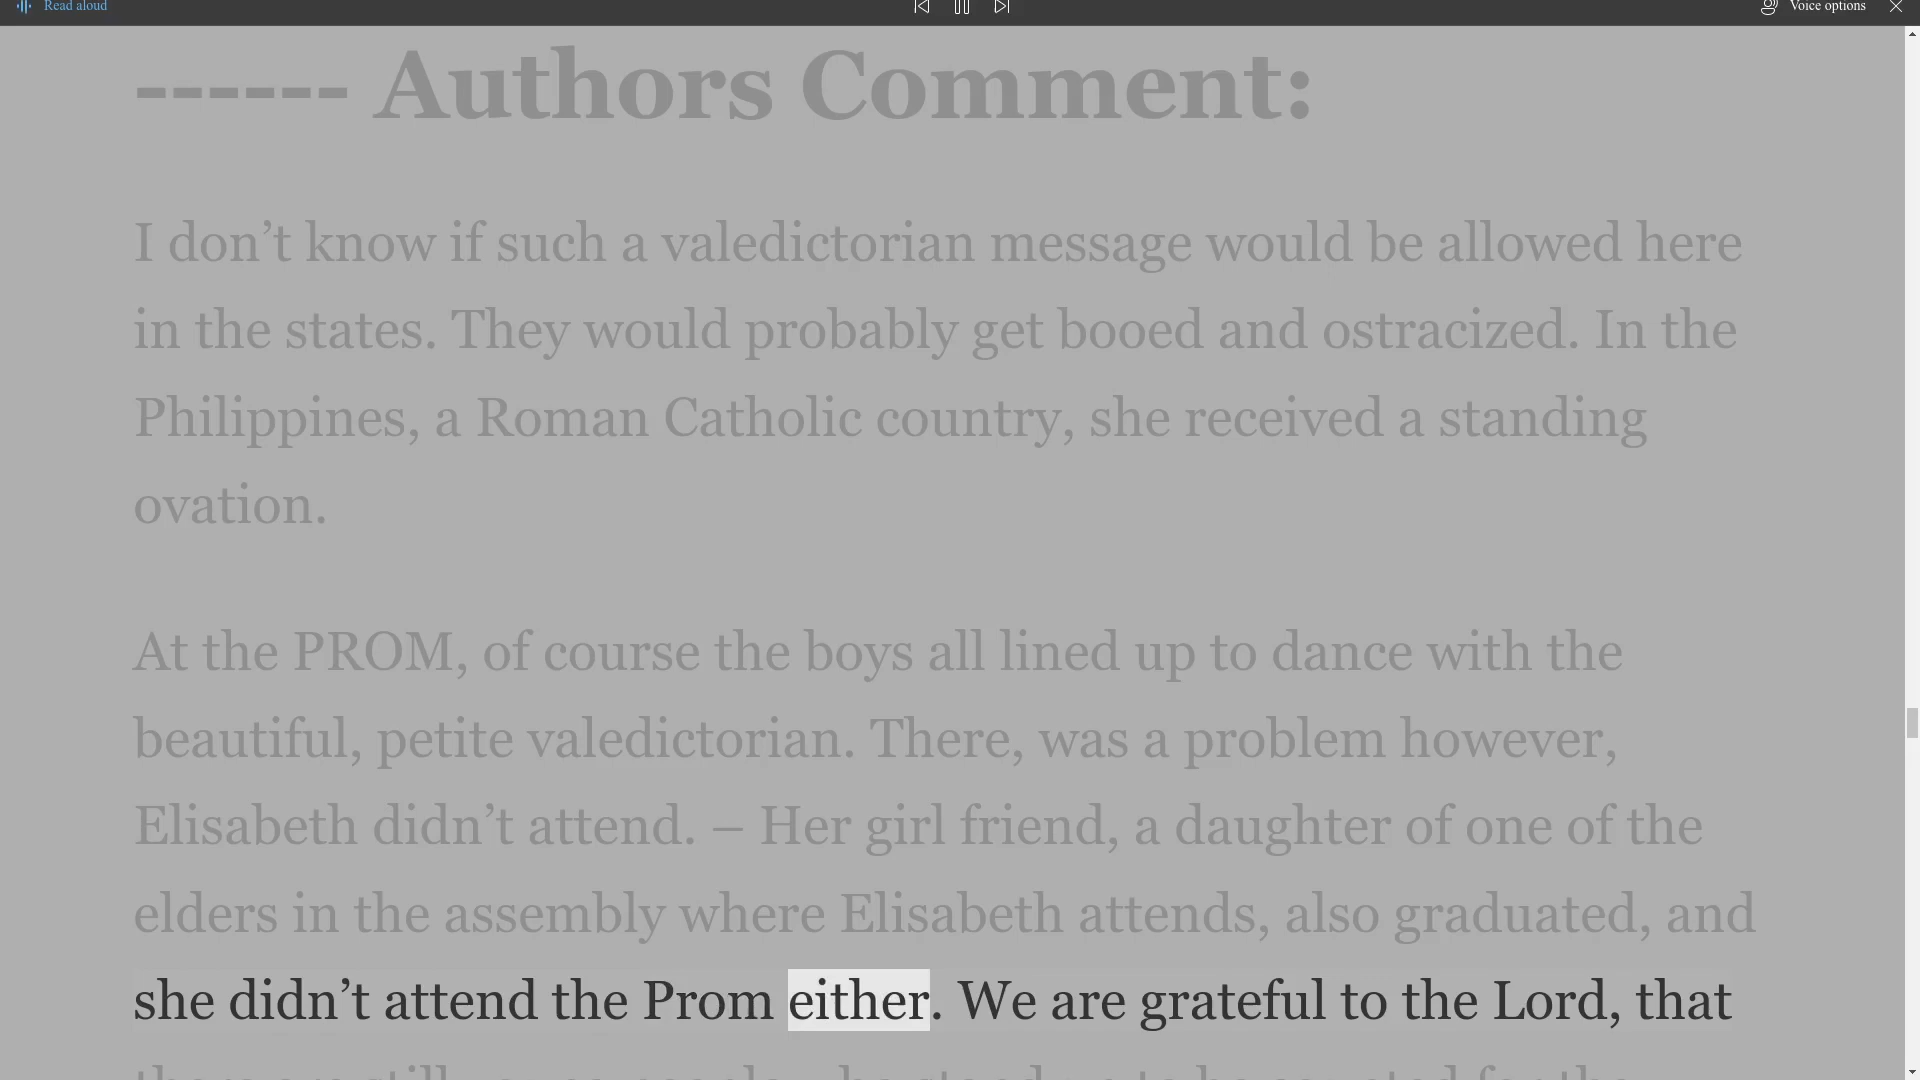 Read aloud
Voice options
------ Authors Comment:
I don’t know if such a valedictorian message would be allowed here
in the states. They would probably get booed and ostracized. In the
Philippines, a Roman Catholic country, she received a standing
ovation.
At the PROM, of course the boys all lined up to dance with the
beautiful, petite valedictorian. There, was a problem however,
Elisabeth didn’t attend. – Her girl friend, a daughter of one of the
elders in the assembly where Elisabeth attends, also graduated, and
she didn’t attend the Prom either. We are grateful to the Lord, that